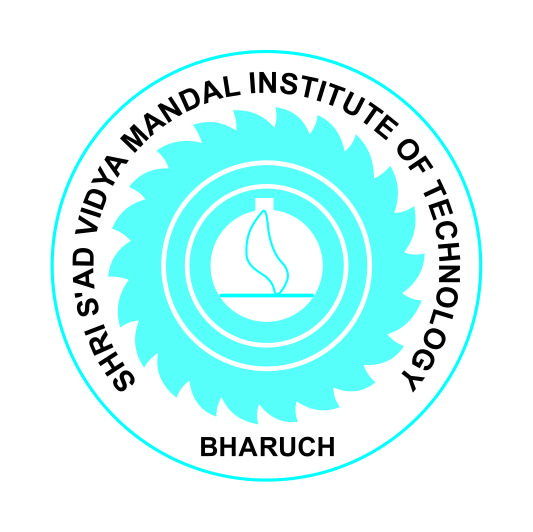 SHRI S'AD VIDYA MANDAL INSTITUTE OF TECHNOLOGY
BHARUCH